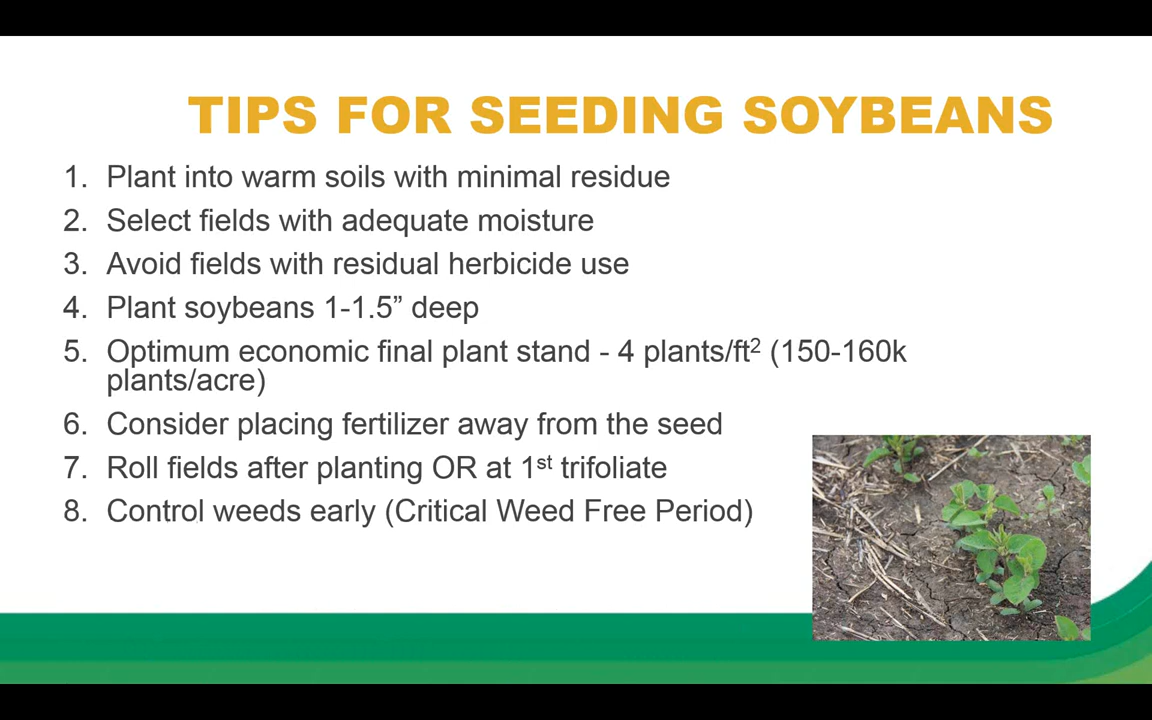 TIPS FOR SEEDING SOYBEANS
1. Plant into warm soils with minimal residue
2. Select fields with adequate moisture
3. Avoid fields with residual herbicide use
4. Plant soybeans 1-1.5” deep
5. Optimum economic final plant stand - 4 plants/ft² (150-160k
plants/acre)
6. Consider placing fertilizer away from the seed
7. Roll fields after planting OR at 1st trifoliate
8. Control weeds early (Critical Weed Free Period)